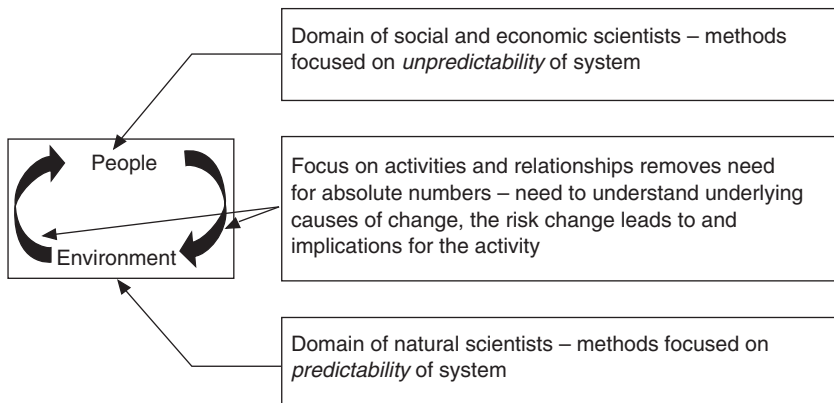 Domain of social and economic scientists – methods
focused on unpredictability of system
People
Focus on activities and relationships removes need
for absolute numbers – need to understand underlying
causes of change, the risk change leads to and
implications for the activity
Environment
Domain of natural scientists – methods focused on
predictability of system